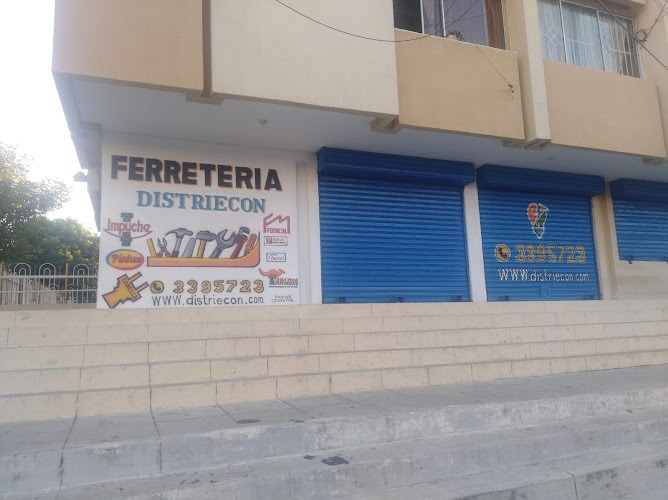 FERRETERIA
DISTRIECON
Impuche
Pintuco
3395723
www.distriecon.com
3395723
www.distriecon.com